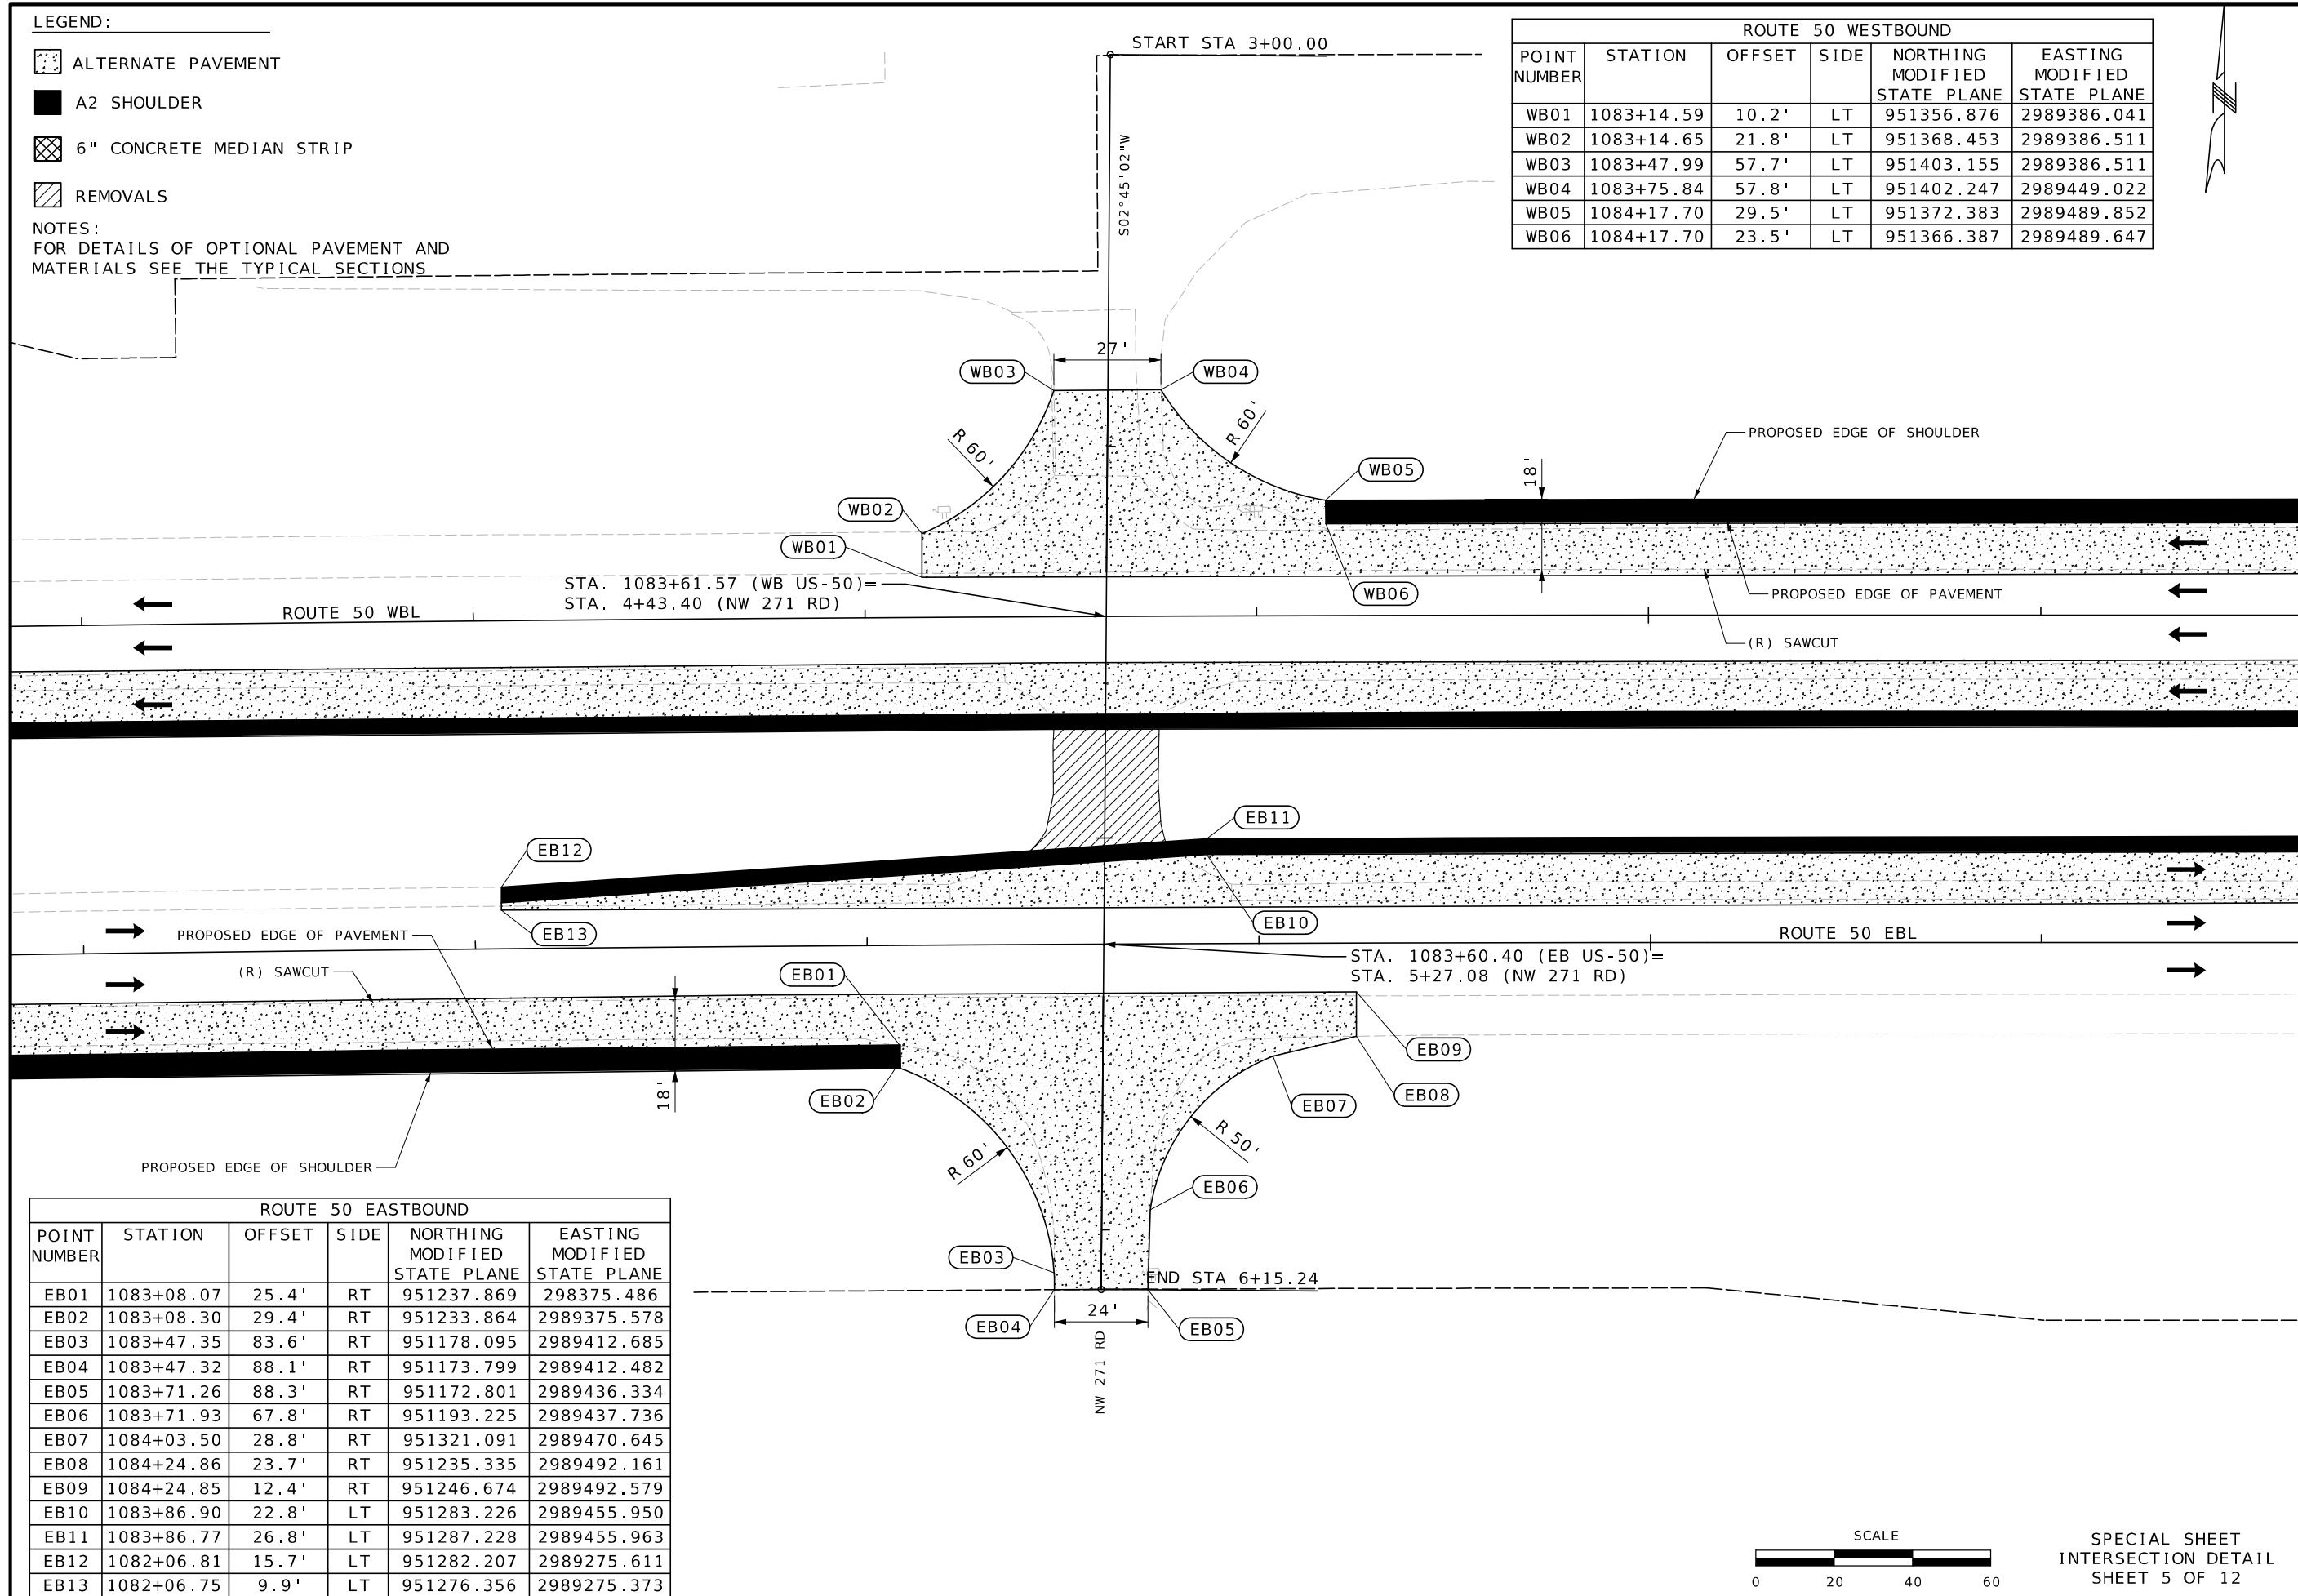 LEGEND:
ALTERNATE PAVEMENT
A2 SHOULDER
6" CONCRETE MEDIAN STRIP
REMOVALS
NOTES:
FOR DETAILS OF OPTIONAL PAVEMENT AND
MATERIALS SEE THE TYPICAL SECTIONS
START STA 3+00.00
S02°45'02"W
ROUTE 50 WESTBOUND
POINT NUMBER STATION OFFSET SIDE NORTHING MODIFIED STATE PLANE EASTING MODIFIED STATE PLANE
WB01 1083+14.59 10.2' LT 951356.876 2989386.041
WB02 1083+14.65 21.8' LT 951368.453 2989386.511
WB03 1083+47.99 57.7' LT 951403.155 2989386.511
WB04 1083+75.84 57.8' LT 951402.247 2989449.022
WB05 1084+17.70 29.5' LT 951372.383 2989489.852
WB06 1084+17.70 23.5' LT 951366.387 2989489.647
N
27'
WB03
WB04
R 60'
R 60'
WB05
18'
PROPOSED EDGE OF SHOULDER
WB02
WB01
STA. 1083+61.57 (WB US-50)=
STA. 4+43.40 (NW 271 RD)
WB06
PROPOSED EDGE OF PAVEMENT
ROUTE 50 WBL
(R) SAWCUT
EB11
EB12
EB10
EB13
PROPOSED EDGE OF PAVEMENT
ROUTE 50 EBL
(R) SAWCUT
EB01
STA. 1083+60.40 (EB US-50)=
STA. 5+27.08 (NW 271 RD)
EB09
EB08
EB07
EB02
18'
R 50'
R 60'
PROPOSED EDGE OF SHOULDER
EB06
EB03
END STA 6+15.24
24'
EB04
EB05
NW 271 RD
ROUTE 50 EASTBOUND
POINT NUMBER STATION OFFSET SIDE NORTHING MODIFIED STATE PLANE EASTING MODIFIED STATE PLANE
EB01 1083+08.07 25.4' RT 951237.869 298375.486
EB02 1083+08.30 29.4' RT 951233.864 2989375.578
EB03 1083+47.35 83.6' RT 951178.095 2989412.685
EB04 1083+47.32 88.1' RT 951173.799 2989412.482
EB05 1083+71.26 88.3' RT 951172.801 2989436.334
EB06 1083+71.93 67.8' RT 951193.225 2989437.736
EB07 1084+03.50 28.8' RT 951321.091 2989470.645
EB08 1084+24.86 23.7' RT 951235.335 2989492.161
EB09 1084+24.85 12.4' RT 951246.674 2989492.579
EB10 1083+86.90 22.8' LT 951283.226 2989455.950
EB11 1083+86.77 26.8' LT 951287.228 2989455.963
EB12 1082+06.81 15.7' LT 951282.207 2989275.611
EB13 1082+06.75 9.9' LT 951276.356 2989275.373
SCALE
0 20 40 60
SPECIAL SHEET
INTERSECTION DETAIL
SHEET 5 OF 12